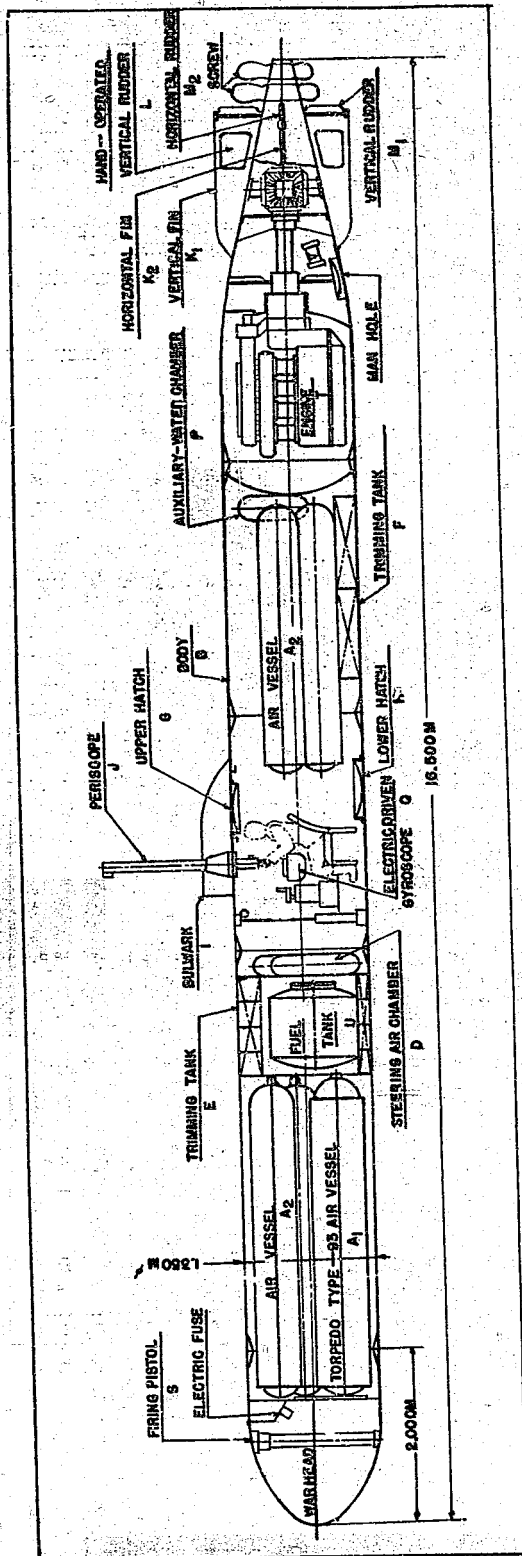 FIRING PISTOL
S
ELECTRIC FUSE
1.350 M
TRIMMING TANK
E
BULWARK
I
PERISCOPE
J
UPPER HATCH
G
BODY
B
AUXILIARY-WATER CHAMBER
P
HORIZONTAL FIN
K2
VERTICAL FIN
K1
HAND-OPERATED
VERTICAL RUDDER
L
HORIZONTAL RUDDER
M2
SCREW
WARHEAD
AIR VESSEL
A2
TORPEDO TYPE-93 AIR VESSEL
A1
FUEL
TANK
AIR VESSEL
A2
ENGINE
2.000M
STEERING AIR CHAMBER
D
ELECTRIC DRIVEN
GYROSCOPE Q
LOWER HATCH
TRIMMING TANK
F
MAN HOLE
VERTICAL RUDDER
M1
16.500M